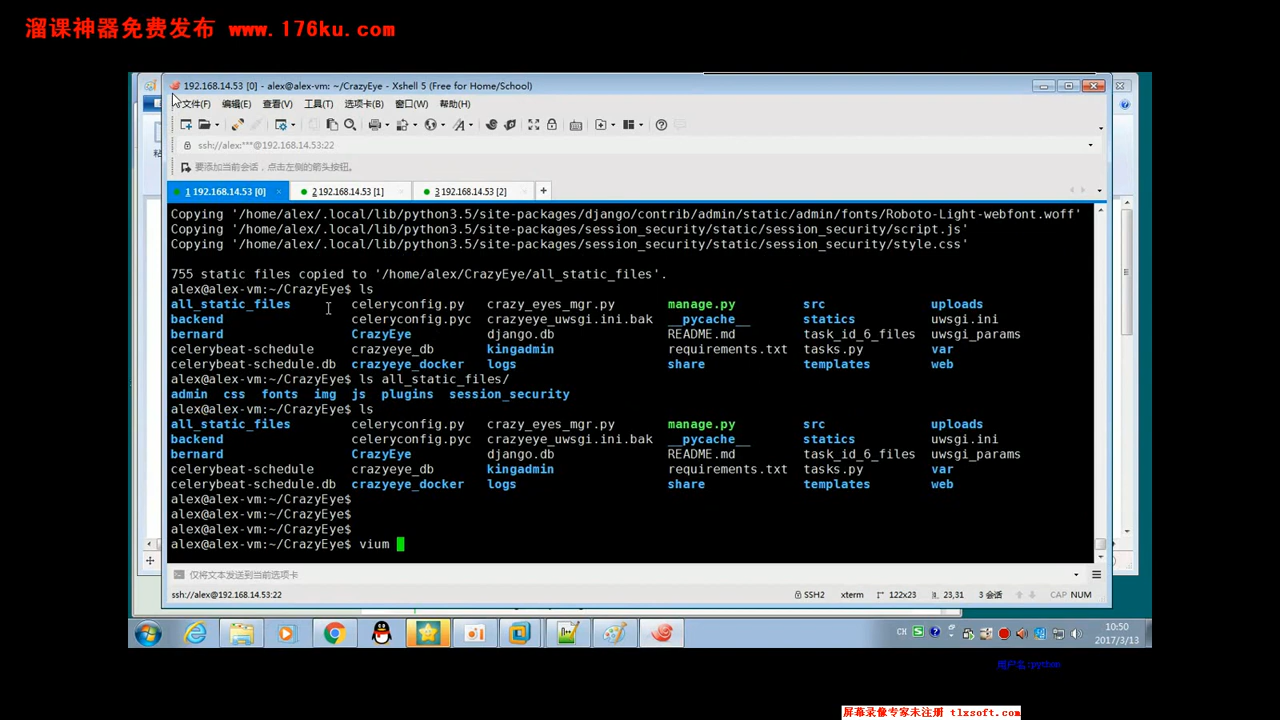 溜课神器免费发布 www.176ku.com
192.168.14.53 [0] - alex@alex-vm: ~/CrazyEye - Xshell 5 (Free for Home/School)
文件(F) 编辑(E) 查看(V) 工具(T) 选项卡(B) 窗口(W) 帮助(H)
ssh://alex:***@192.168.14.53:22
要添加当前会话，点击左侧的箭头按钮。
1 192.168.14.53 [0] 2 192.168.14.53 [1] 3 192.168.14.53 [2]
Copying '/home/alex/.local/lib/python3.5/site-packages/django/contrib/admin/static/admin/fonts/Roboto-Light-webfont.woff'
Copying '/home/alex/.local/lib/python3.5/site-packages/session_security/static/session_security/script.js'
Copying '/home/alex/.local/lib/python3.5/site-packages/session_security/static/session_security/style.css'
755 static files copied to '/home/alex/CrazyEye/all_static_files'.
alex@alex-vm:~/CrazyEye$ ls
all_static_files celeryconfig.py crazy_eyes_mgr.py manage.py src uploads
backend celeryconfig.pyc crazyeye_uwsgi.ini.bak __pycache__ statics uwsgi.ini
bernard CrazyEye django.db README.md task_id_6_files uwsgi_params
celerybeat-schedule crazyeye_db kingadmin requirements.txt tasks.py var
celerybeat-schedule.db crazyeye_docker logs share templates web
alex@alex-vm:~/CrazyEye$ ls all_static_files/
admin css fonts img js plugins session_security
alex@alex-vm:~/CrazyEye$ ls
all_static_files celeryconfig.py crazy_eyes_mgr.py manage.py src uploads
backend celeryconfig.pyc crazyeye_uwsgi.ini.bak __pycache__ statics uwsgi.ini
bernard CrazyEye django.db README.md task_id_6_files uwsgi_params
celerybeat-schedule crazyeye_db kingadmin requirements.txt tasks.py var
celerybeat-schedule.db crazyeye_docker logs share templates web
alex@alex-vm:~/CrazyEye$
alex@alex-vm:~/CrazyEye$
alex@alex-vm:~/CrazyEye$
alex@alex-vm:~/CrazyEye$ vium
仅将文本发送到当前选项卡
ssh://alex@192.168.14.53:22 SSH2 xterm 122x23 23,31 3 会话 CAP NUM
CH 10:50
2017/3/13
用户名:python
屏幕录像专家未注册 tlxsoft.com